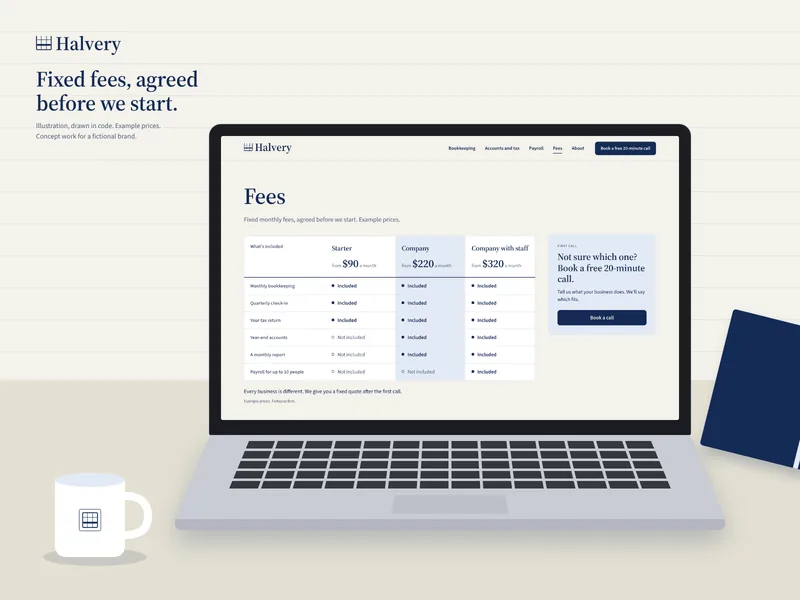 Halvery
Fixed fees, agreed
before we start.
Illustration, drawn in code. Example prices.
Concept work for a fictional brand.
Halvery
Bookkeeping Accounts and tax Payroll Fees About Book a free 20-minute call
Fees
Fixed monthly fees, agreed before we start. Example prices.
What's included Starter Company Company with staff
from $90 a month from $220 a month from $320 a month
Monthly bookkeeping Included Included Included
Quarterly check-in Included Included Included
Your tax return Included Included Included
Year-end accounts Not included Included Included
A monthly report Not included Included Included
Payroll for up to 10 people Not included Not included Included
Every business is different. We give you a fixed quote after the first call.
Example prices. Fictional firm.
FIRST CALL
Not sure which one?
Book a free 20-minute
call.
Tell us what your business does. We'll say
which fits.
Book a call